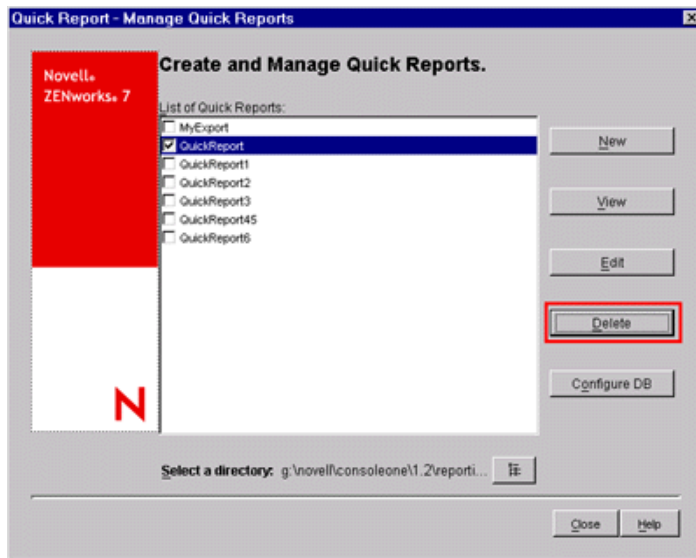 Quick Report - Manage Quick Reports
Novell®
ZENworks® 7
Create and Manage Quick Reports.
List of Quick Reports:
MyExport
QuickReport
QuickReport1
QuickReport2
QuickReport3
QuickReport45
QuickReport6
New
View
Edit
Delete
Configure DB
N
Select a directory: g:\novell\consoleone\1.2\reporti...
Close
Help